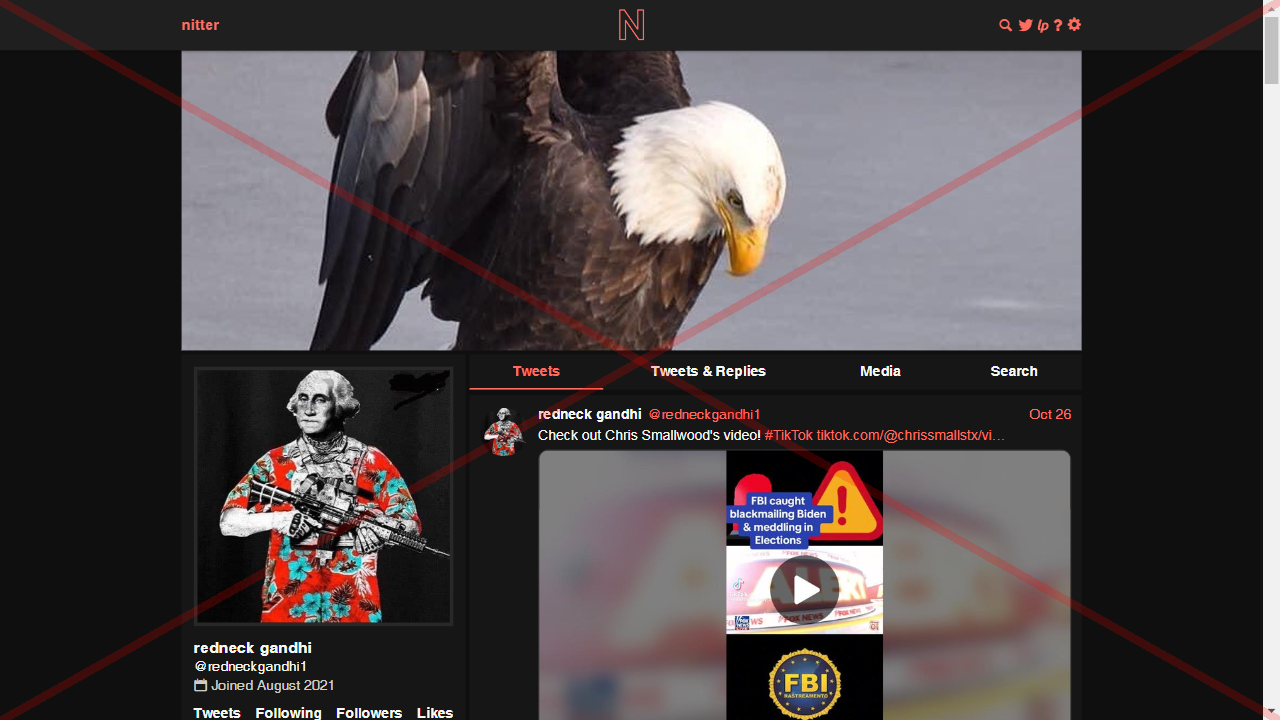 nitter
Tweets
Tweets & Replies
Media
Search
redneck gandhi @redneckgandhi1 Oct 26
Check out Chris Smallwood's video! #TikTok tiktok.com/@chrissmallstx/vi…
FBI caught
blackmailing Biden
& meddling in
Elections
ALERT
FOX NEWS
FBI
RASTREAMENTO
redneck gandhi
@redneckgandhi1
Joined August 2021
Tweets Following Followers Likes